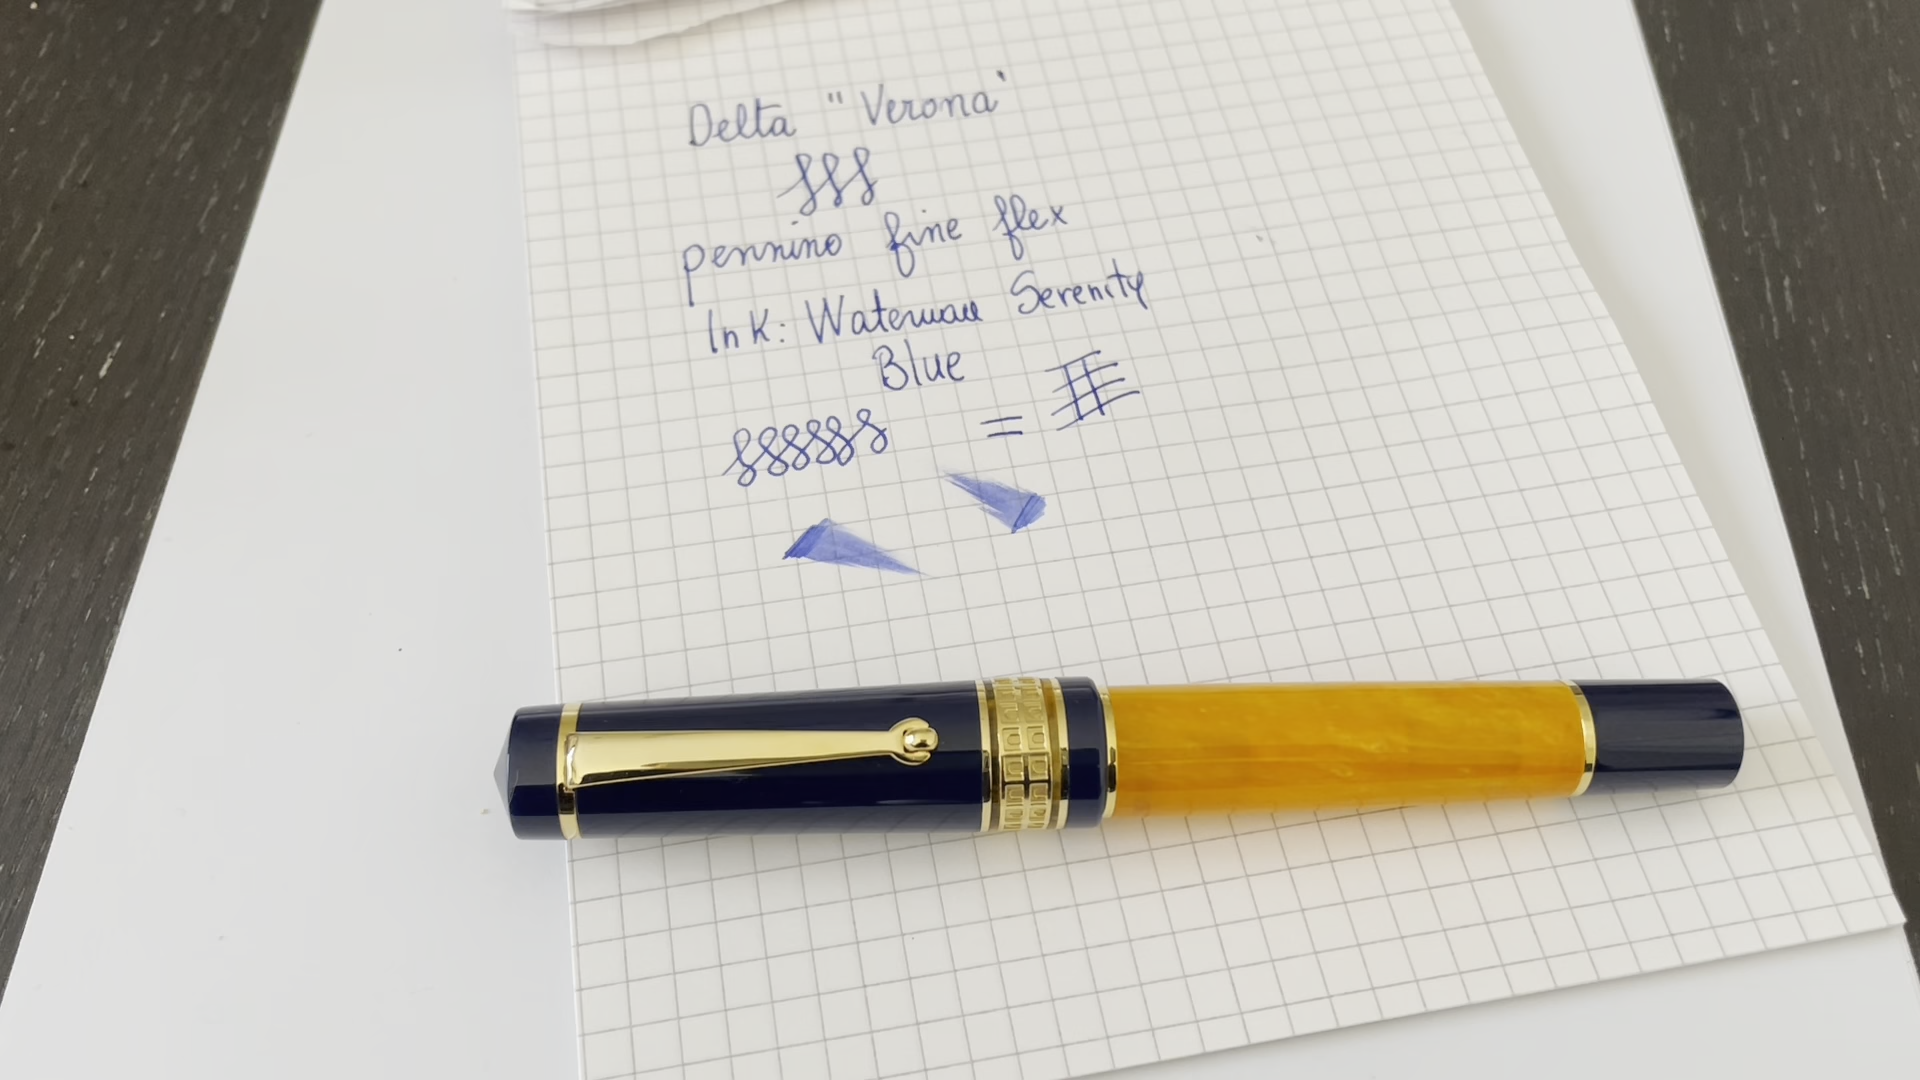 Delta "Verona"
pennino fine flex
Ink: Waterman Serenity
Blue